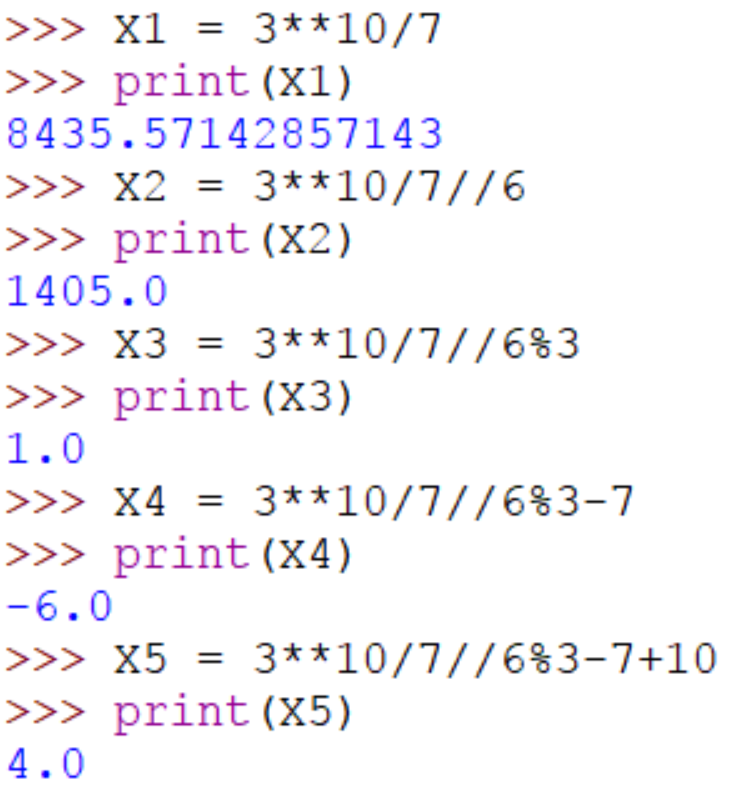 >>> X1 = 3**10/7
>>> print(X1)
8435.57142857143
>>> X2 = 3**10/7//6
>>> print(X2)
1405.0
>>> X3 = 3**10/7//6%3
>>> print(X3)
1.0
>>> X4 = 3**10/7//6%3-7
>>> print(X4)
-6.0
>>> X5 = 3**10/7//6%3-7+10
>>> print(X5)
4.0